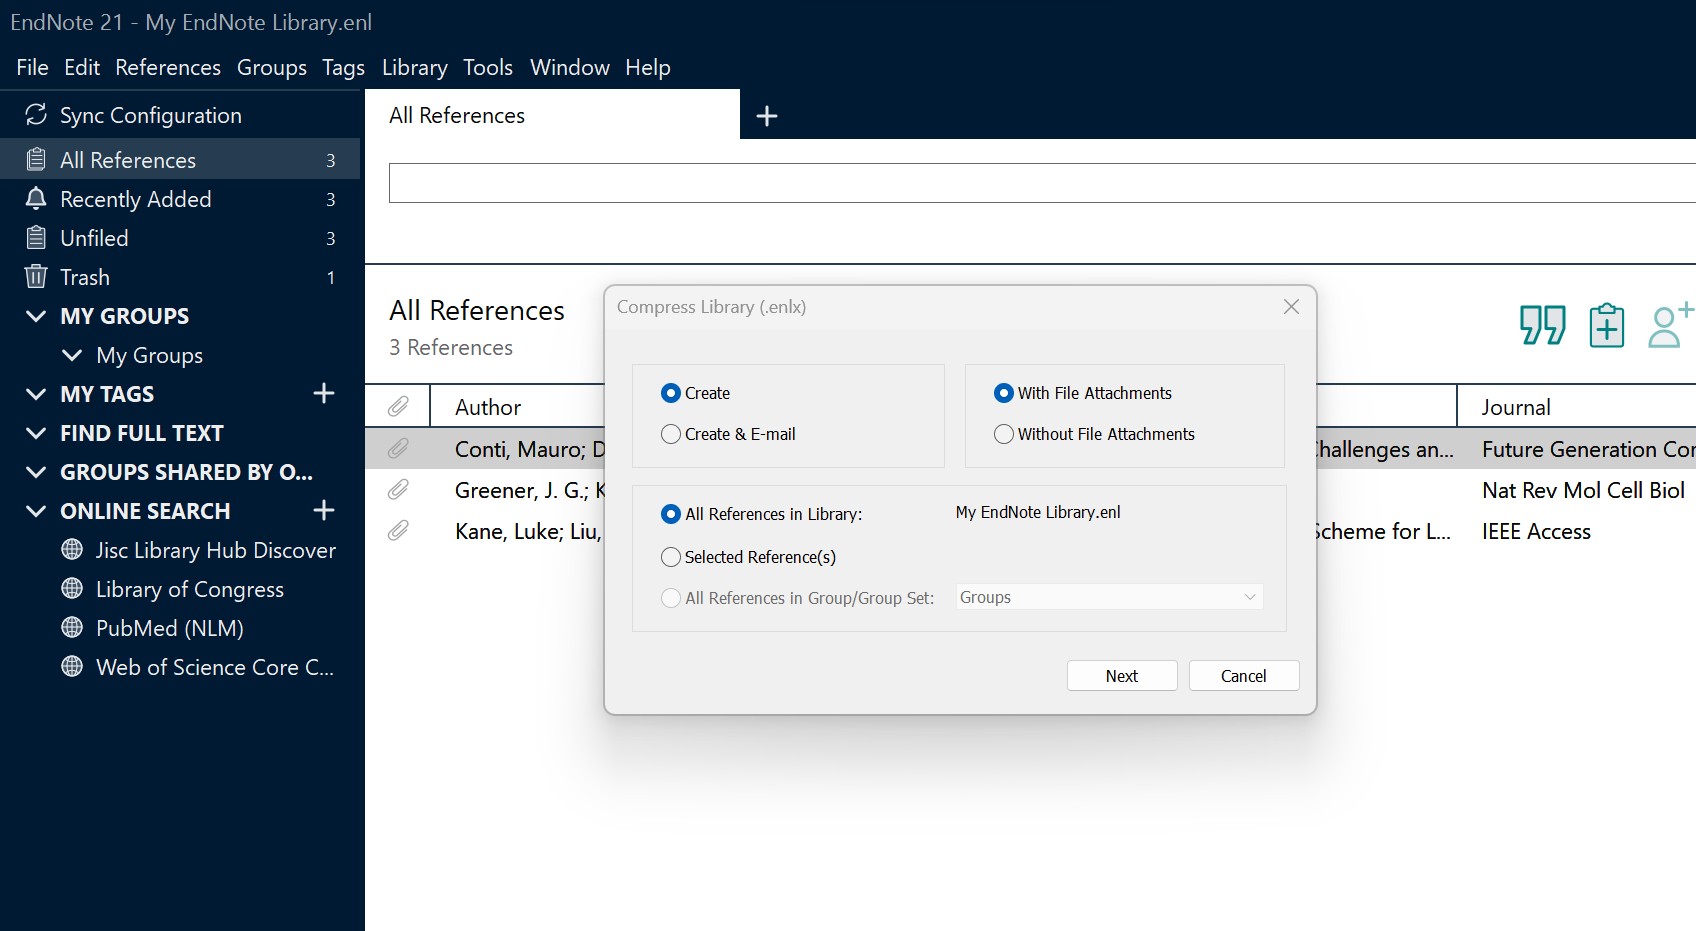 EndNote 21 - My EndNote Library.enl
File Edit References Groups Tags Library Tools Window Help
Sync Configuration
All References 3
Recently Added 3
Unfiled 3
Trash 1
MY GROUPS
My Groups
MY TAGS
FIND FULL TEXT
GROUPS SHARED BY O...
ONLINE SEARCH
Jisc Library Hub Discover
Library of Congress
PubMed (NLM)
Web of Science Core C...
All References
All References
3 References
Author Journal
Conti, Mauro; D hallenges an... Future Generation Cor
Greener, J. G.; K Nat Rev Mol Cell Biol
Kane, Luke; Liu, Scheme for L... IEEE Access
Compress Library (.enlx)
Create
Create & E-mail
With File Attachments
Without File Attachments
All References in Library: My EndNote Library.enl
Selected Reference(s)
All References in Group/Group Set: Groups
Next Cancel